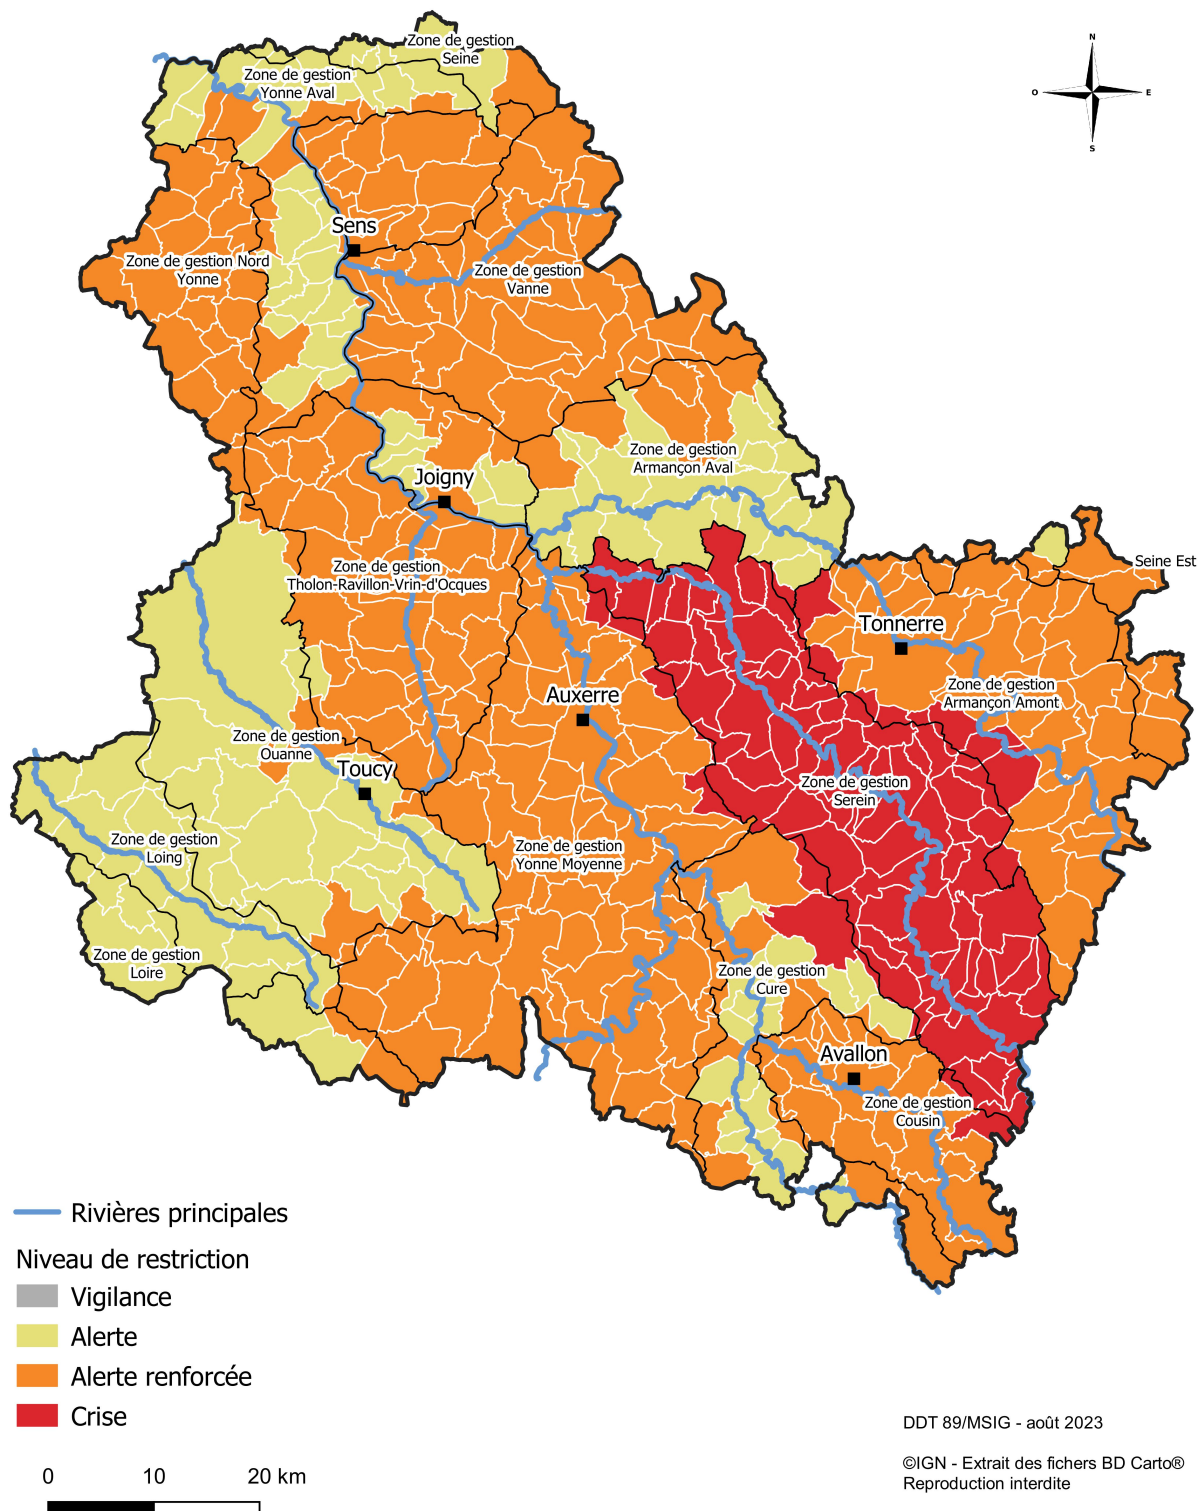 N
O
E
S
Zone de gestion
Seine
Zone de gestion
Yonne Aval
Sens
Zone de gestion Nord
Yonne
Zone de gestion
Vanne
Zone de gestion
Armançon Aval
Joigny
Zone de gestion
Tholon-Ravillon-Vrin-d'Ocques
Seine Est
Tonnerre
Zone de gestion
Armançon Amont
Auxerre
Zone de gestion
Ouanne
Toucy
Zone de gestion
Serein
Zone de gestion
Loing
Zone de gestion
Yonne Moyenne
Zone de gestion
Loire
Zone de gestion
Cure
Avallon
Zone de gestion
Cousin
Rivières principales
Niveau de restriction
Vigilance
Alerte
Alerte renforcée
Crise
0 10 20 km
DDT 89/MSIG - août 2023
©IGN - Extrait des fichiers BD Carto®
Reproduction interdite